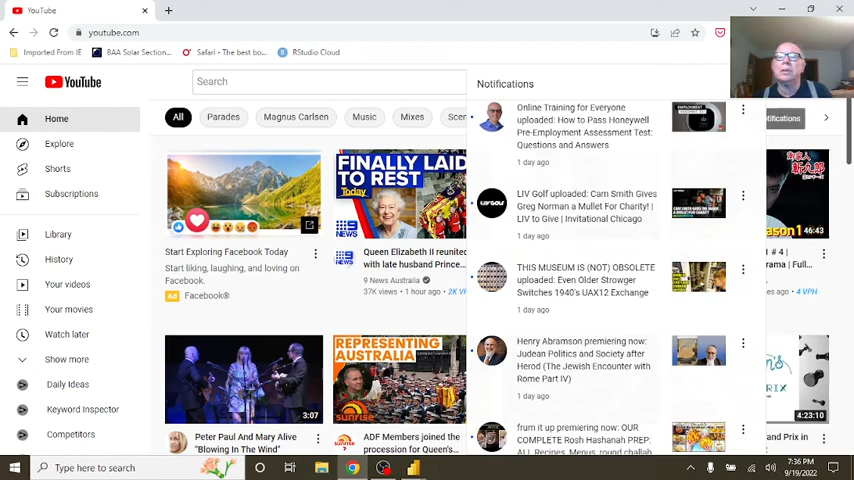 YouTube
youtube.com
Imported From IE
BAA Solar Section...
Safari - The best bo...
RStudio Cloud
YouTube
Search
Notifications
Home
Explore
Shorts
Subscriptions
Library
History
Your videos
Your movies
Watch later
Show more
Daily Ideas
Keyword Inspector
Competitors
All
Parades
Magnus Carlsen
Music
Mixes
Online Training for Everyone
uploaded: How to Pass Honeywell
Pre-Employment Assessment Test:
Questions and Answers
1 day ago
LIV Golf uploaded: Cam Smith Gives
Greg Norman a Mullet For Charity! |
LIV to Give | Invitational Chicago
1 day ago
THIS MUSEUM IS (NOT) OBSOLETE
uploaded: Even Older Strowger
Switches 1940's UAX12 Exchange
1 day ago
Henry Abramson premiering now:
Judean Politics and Society after
Herod (The Jewish Encounter with
Rome Part IV)
1 day ago
frum it up premiering now: OUR
COMPLETE Rosh Hashanah PREP:
ALL Recipes, Menus, round challah
Start Exploring Facebook Today
Start liking, laughing, and loving on
Facebook.
Ad Facebook®
FINALLY LAID
TO REST
Today
9
NEWS
Queen Elizabeth II reunited
with late husband Prince...
9 News Australia
37K views • 1 hour ago
46:43
4 VPH
3:07
Peter Paul And Mary Alive
"Blowing In The Wind"
REPRESENTING
AUSTRALIA
sunrise
ADF Members joined the
procession for Queen's
4:23:10
Type here to search
7:36 PM
9/19/2022